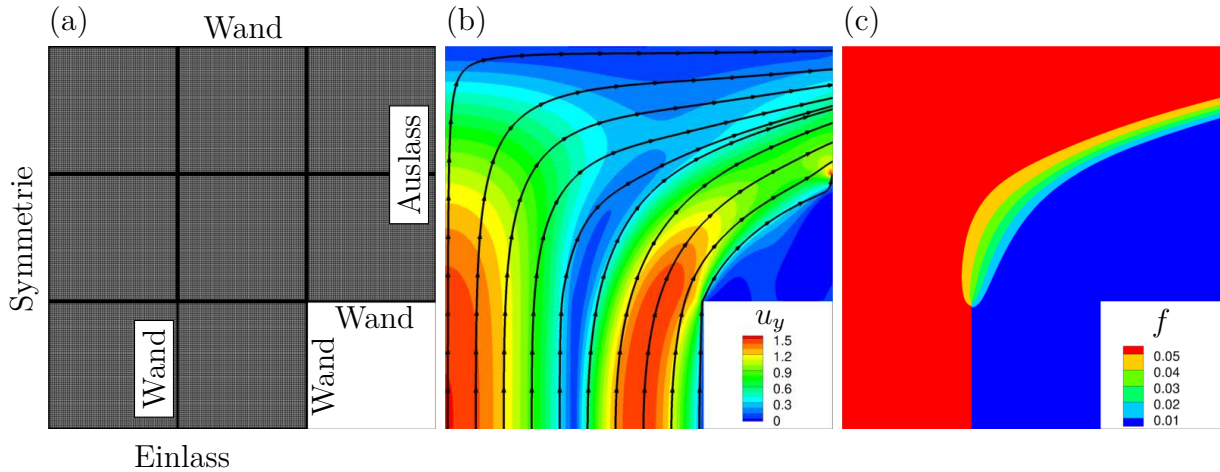 (a)
Wand
Symmetrie
Auslass
Wand
Wand
Wand
Einlass
(b)
u_y
1.5
1.2
0.9
0.6
0.3
0
(c)
f
0.05
0.04
0.03
0.02
0.01